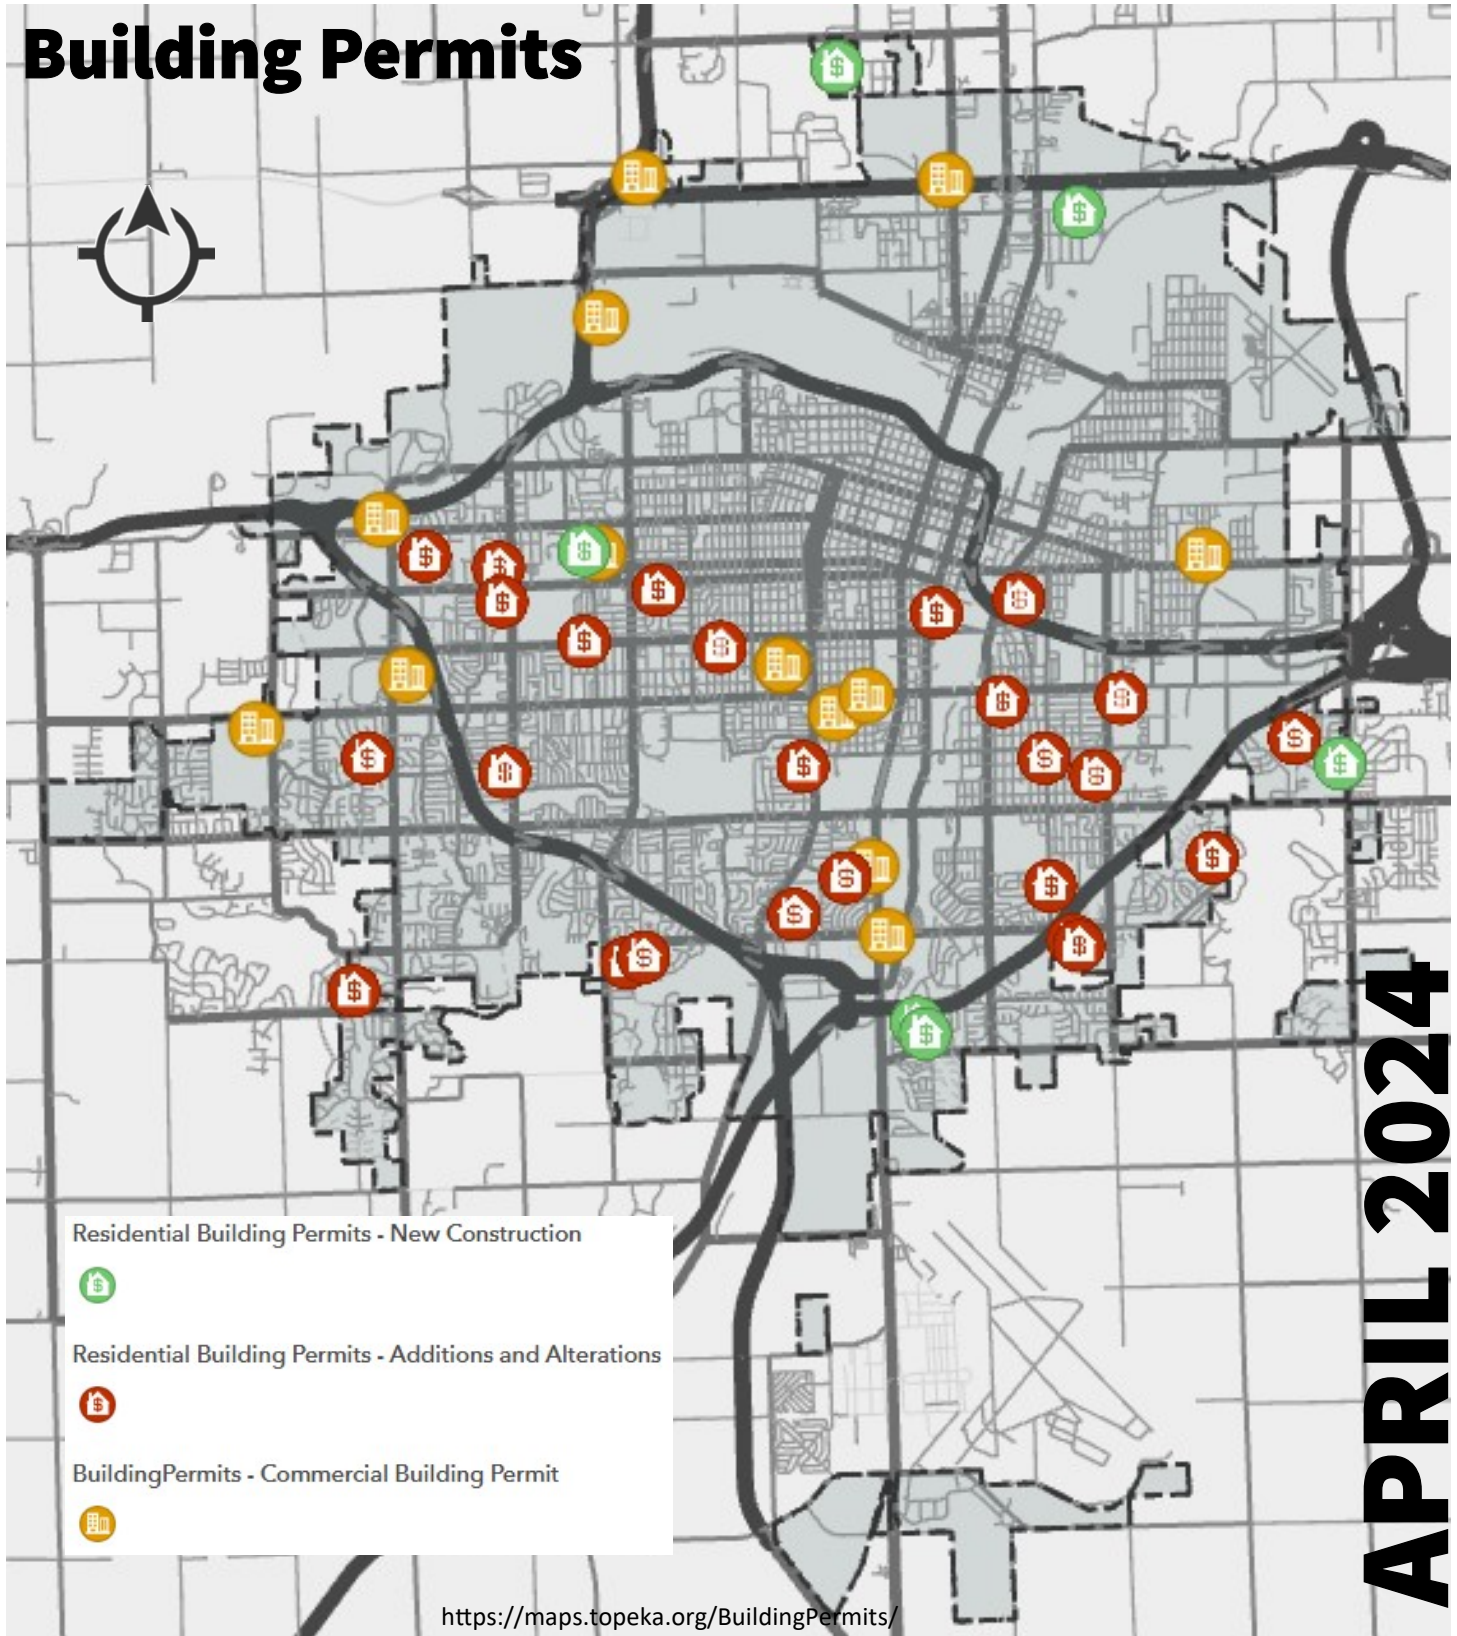 Building Permits
Residential Building Permits - New Construction
Residential Building Permits - Additions and Alterations
BuildingPermits - Commercial Building Permit
APRIL 2024
https://maps.topeka.org/BuildingPermits/